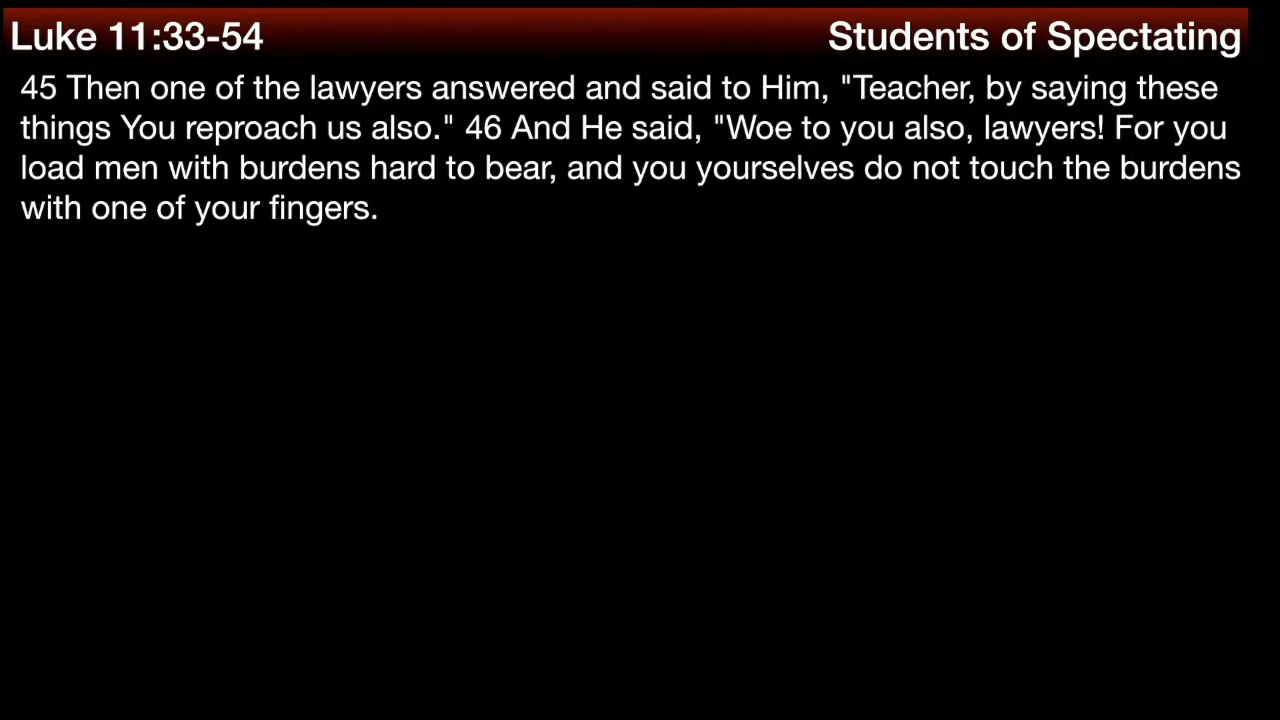 Luke 11:33-54 Students of Spectating
45 Then one of the lawyers answered and said to Him, "Teacher, by saying these
things You reproach us also." 46 And He said, "Woe to you also, lawyers! For you
load men with burdens hard to bear, and you yourselves do not touch the burdens
with one of your fingers.